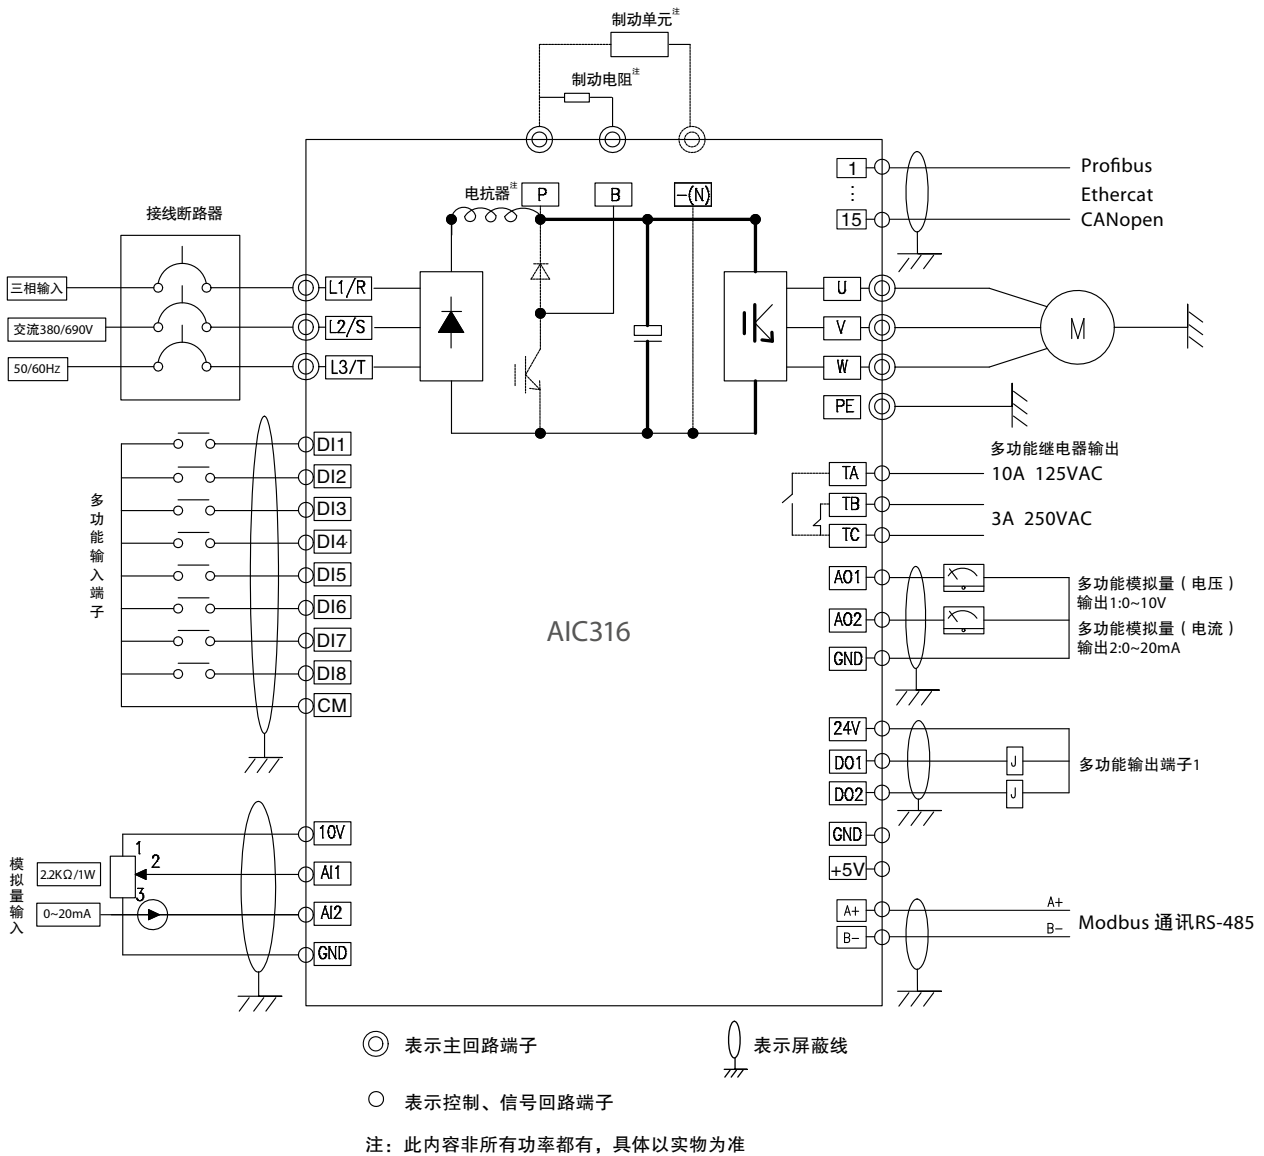 制动单元注
制动电阻注
电抗器注
P
B
-(N)
接线断路器
三相输入
交流380/690V
50/60Hz
L1/R
L2/S
L3/T
1
⋮
15
Profibus
Ethercat
CANopen
U
V
W
PE
M
多功能输入端子
DI1
DI2
DI3
DI4
DI5
DI6
DI7
DI8
CM
AIC316
多功能继电器输出
TA
10A 125VAC
TB
TC
3A 250VAC
AO1
AO2
GND
多功能模拟量（电压）
输出1:0~10V
多功能模拟量（电流）
输出2:0~20mA
24V
DO1
DO2
J
J
多功能输出端子1
GND
+5V
A+
B-
A+
B-
Modbus 通讯RS-485
模拟量输入
2.2KΩ/1W
0~20mA
1
2
3
10V
AI1
AI2
GND
表示主回路端子
表示屏蔽线
表示控制、信号回路端子
注：此内容非所有功率都有，具体以实物为准